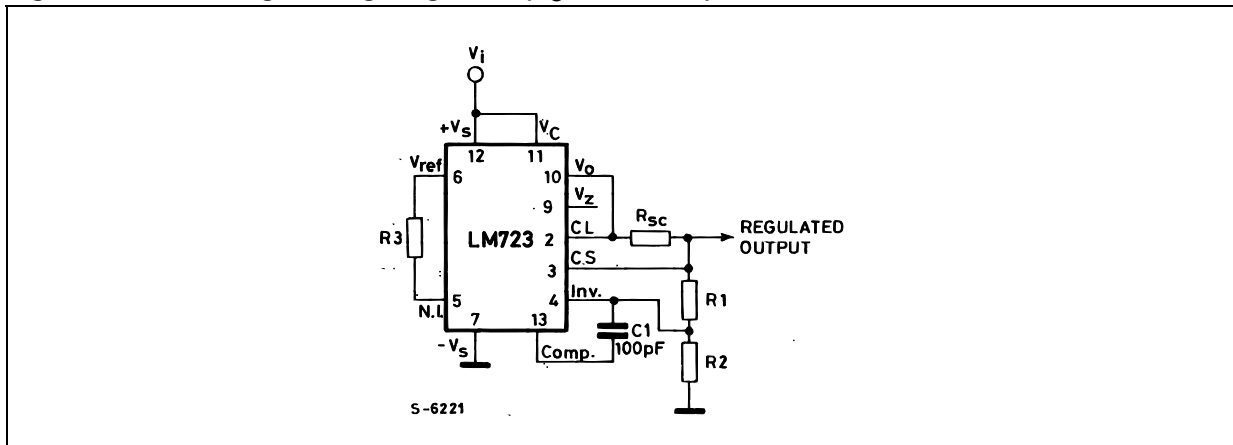 Vi
+Vs
VC
12
11
Vref
6
10
Vo
9
Vz
R3
LM723
2
CL
Rsc
REGULATED
OUTPUT
3
CS
5
N.I
4
Inv.
R1
7
13
C1
100pF
-Vs
Comp.
R2
S-6221